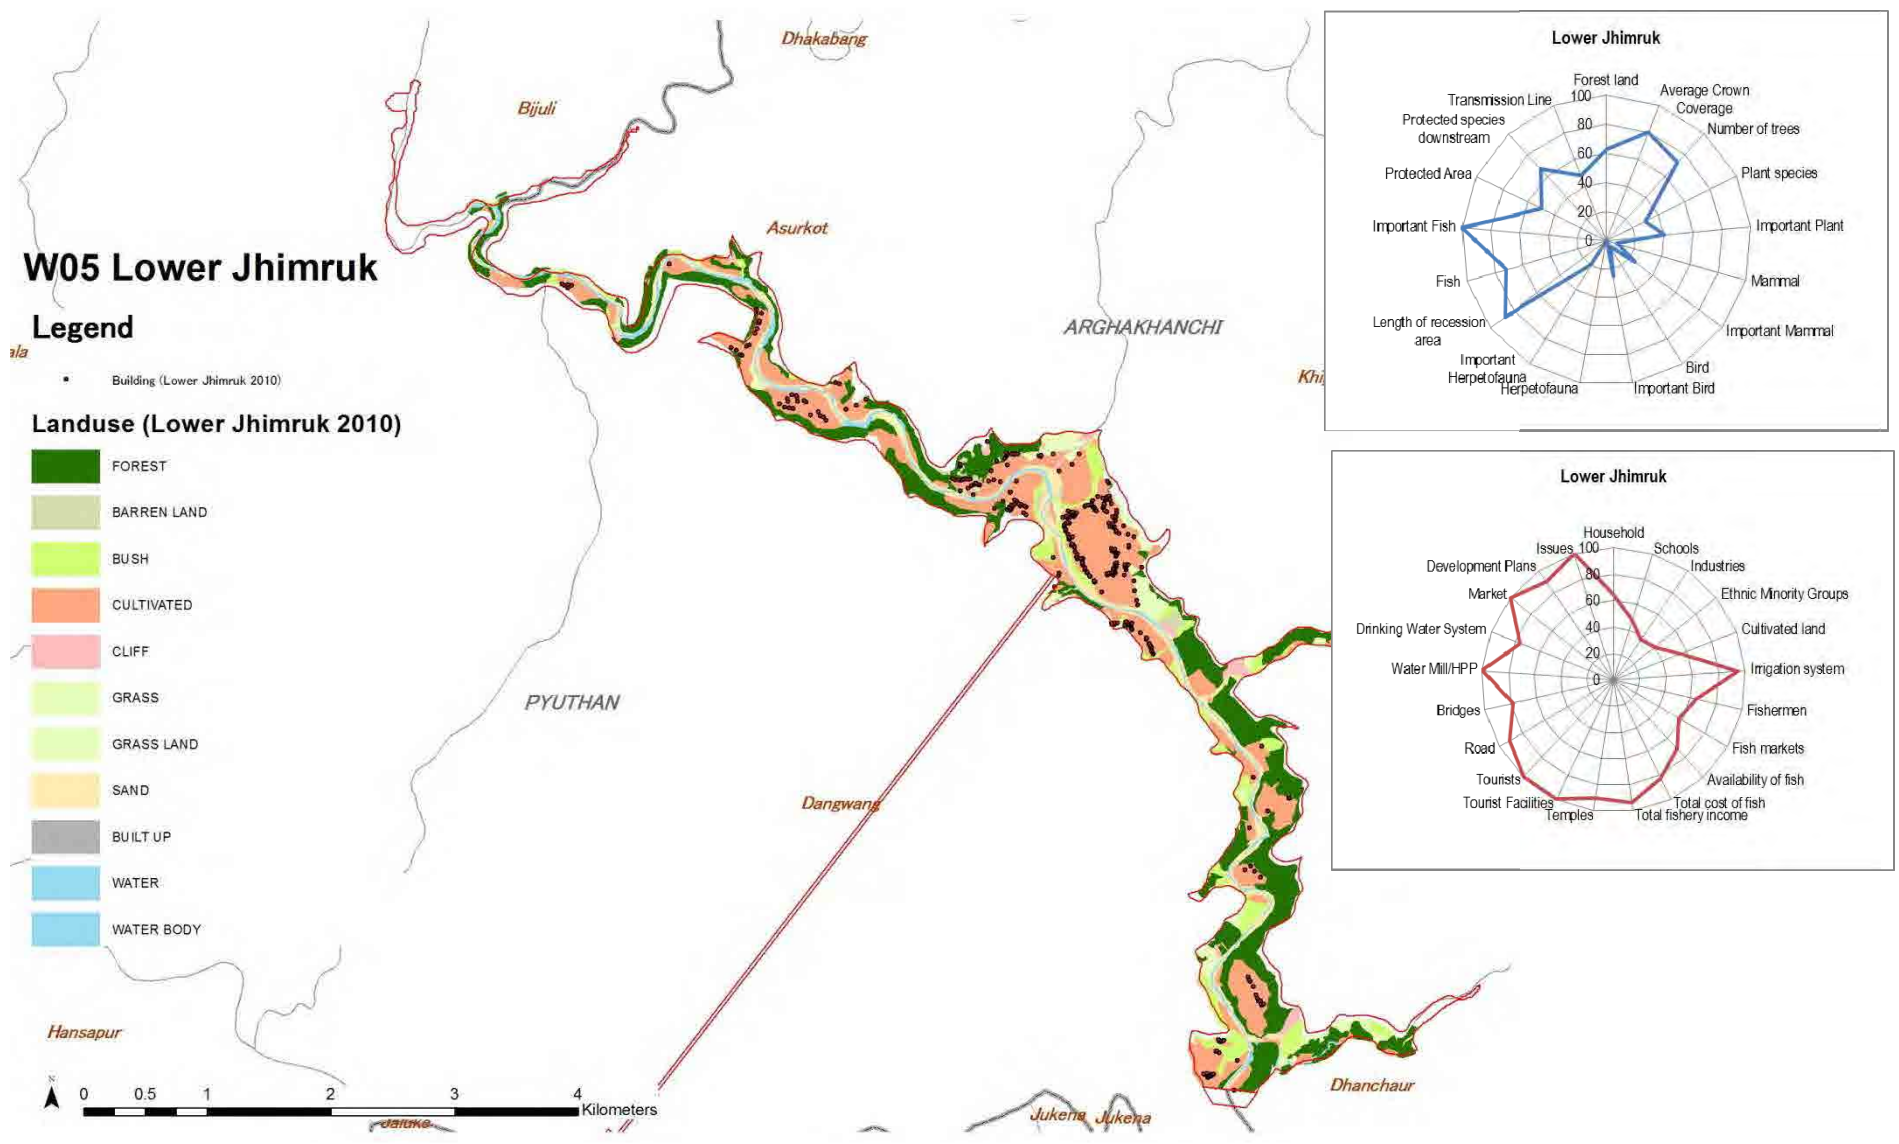 Dhakabang
Bijuli
Asurkot
W05 Lower Jhimruk
Legend
Building (Lower Jhimruk 2010)
Landuse (Lower Jhimruk 2010)
FOREST
BARREN LAND
BUSH
CULTIVATED
CLIFF
GRASS
GRASS LAND
SAND
BUILT UP
WATER
WATER BODY
ala
ARGHAKHANCHI
Khi
PYUTHAN
Dangwang
Hansapur
Dhanchaur
Jukena
Jukena
Jaluke
N
0 0.5 1 2 3 4
Kilometers
Lower Jhimruk
Forest land
Average Crown
Coverage
Number of trees
Plant species
Important Plant
Mammal
Important Mammal
Bird
Important Bird
Herpetofauna
Important
Herpetofauna
Length of recession
area
Fish
Important Fish
Protected Area
Protected species
downstream
Transmission Line
100
80
60
40
20
0
Lower Jhimruk
Household
Schools
Industries
Ethnic Minority Groups
Cultivated land
Irrigation system
Fishermen
Fish markets
Availability of fish
Total cost of fish
Total fishery income
Temples
Tourist Facilities
Tourists
Road
Bridges
Water Mill/HPP
Drinking Water System
Market
Development Plans
Issues
100
80
60
40
20
0